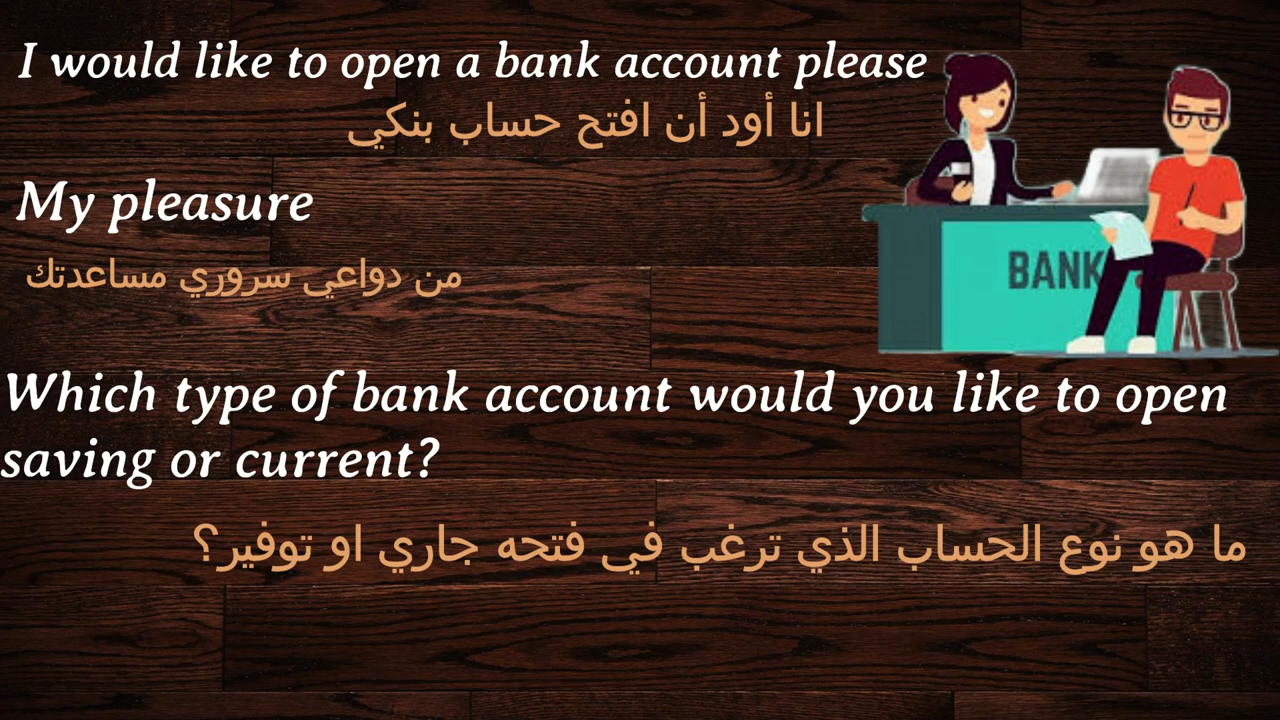 I would like to open a bank account please
انا أود أن افتح حساب بنكي
My pleasure
من دواعي سروري مساعدتك
BANK
Which type of bank account would you like to open
saving or current?
ما هو نوع الحساب الذي ترغب في فتحه جاري او توفير؟